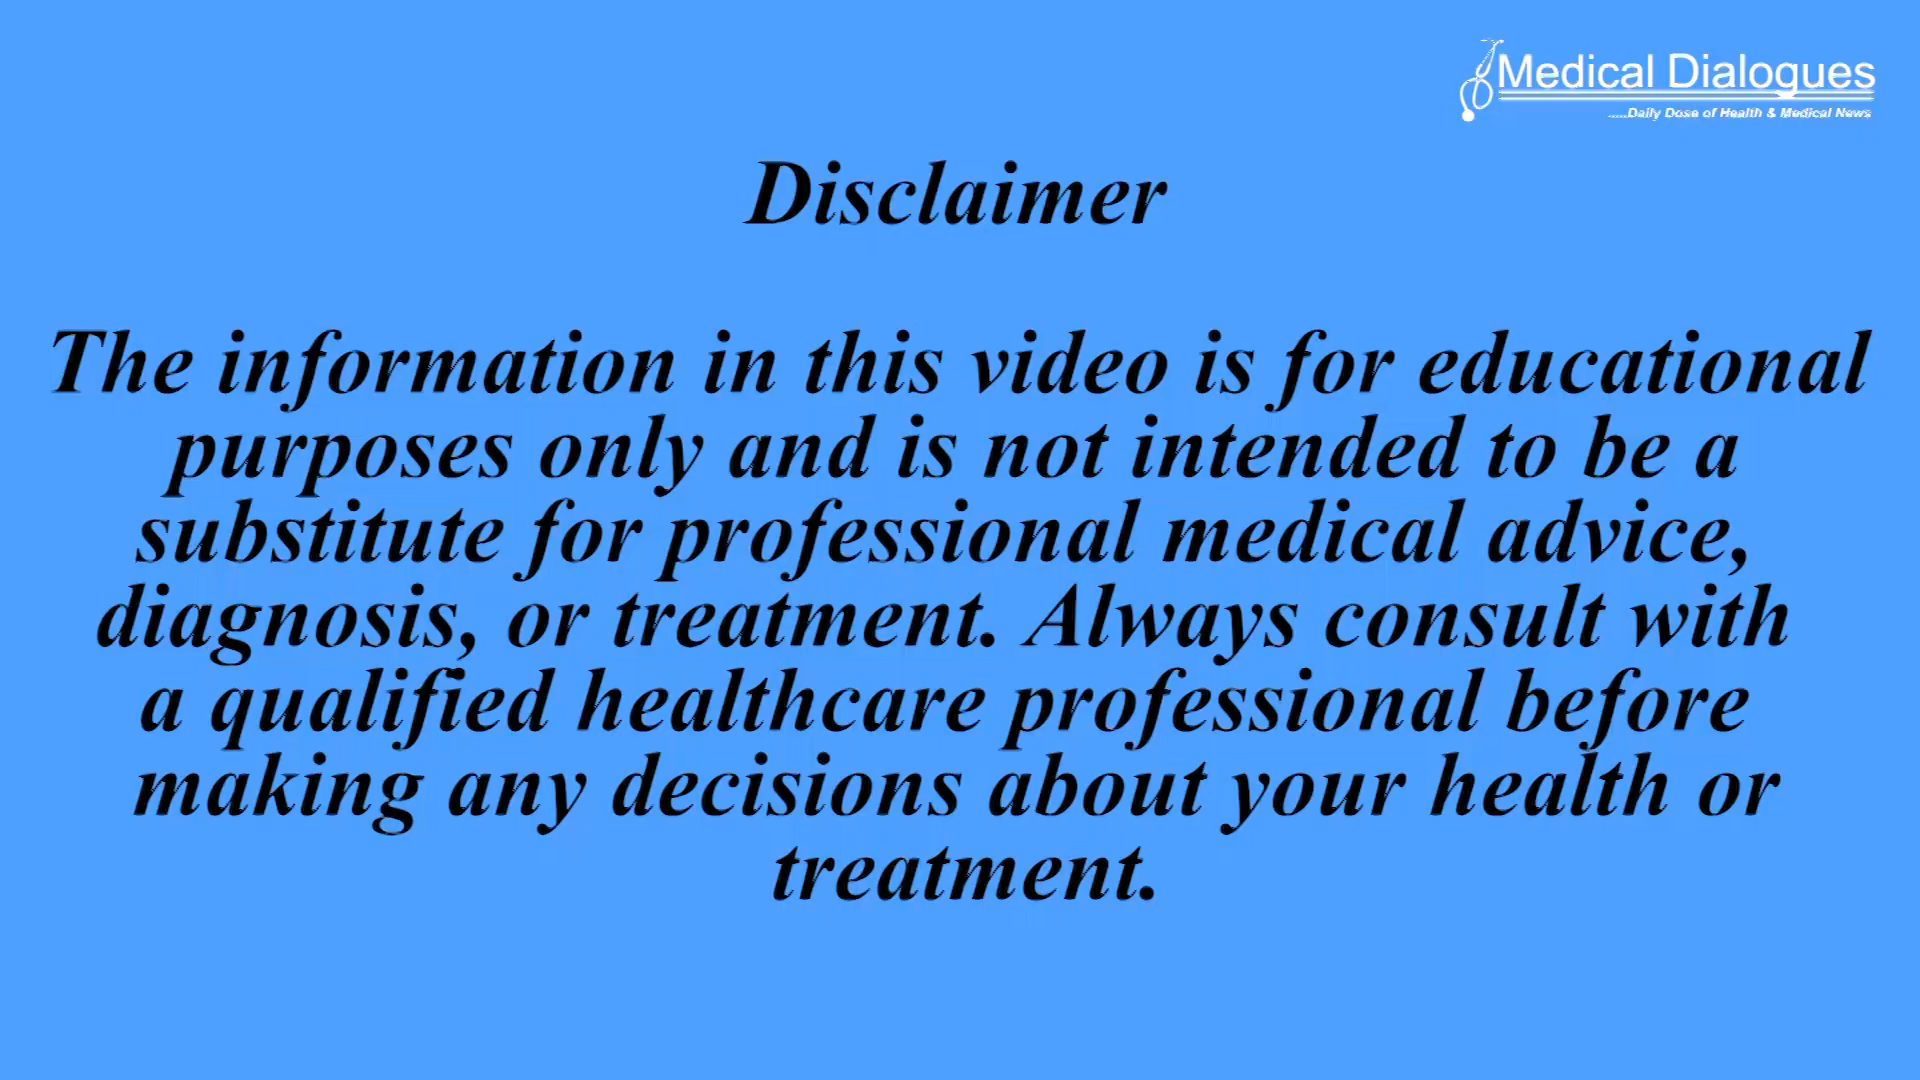 Medical Dialogues
.....Daily Dose of Health & Medical News
Disclaimer
The information in this video is for educational
purposes only and is not intended to be a
substitute for professional medical advice,
diagnosis, or treatment. Always consult with
a qualified healthcare professional before
making any decisions about your health or
treatment.